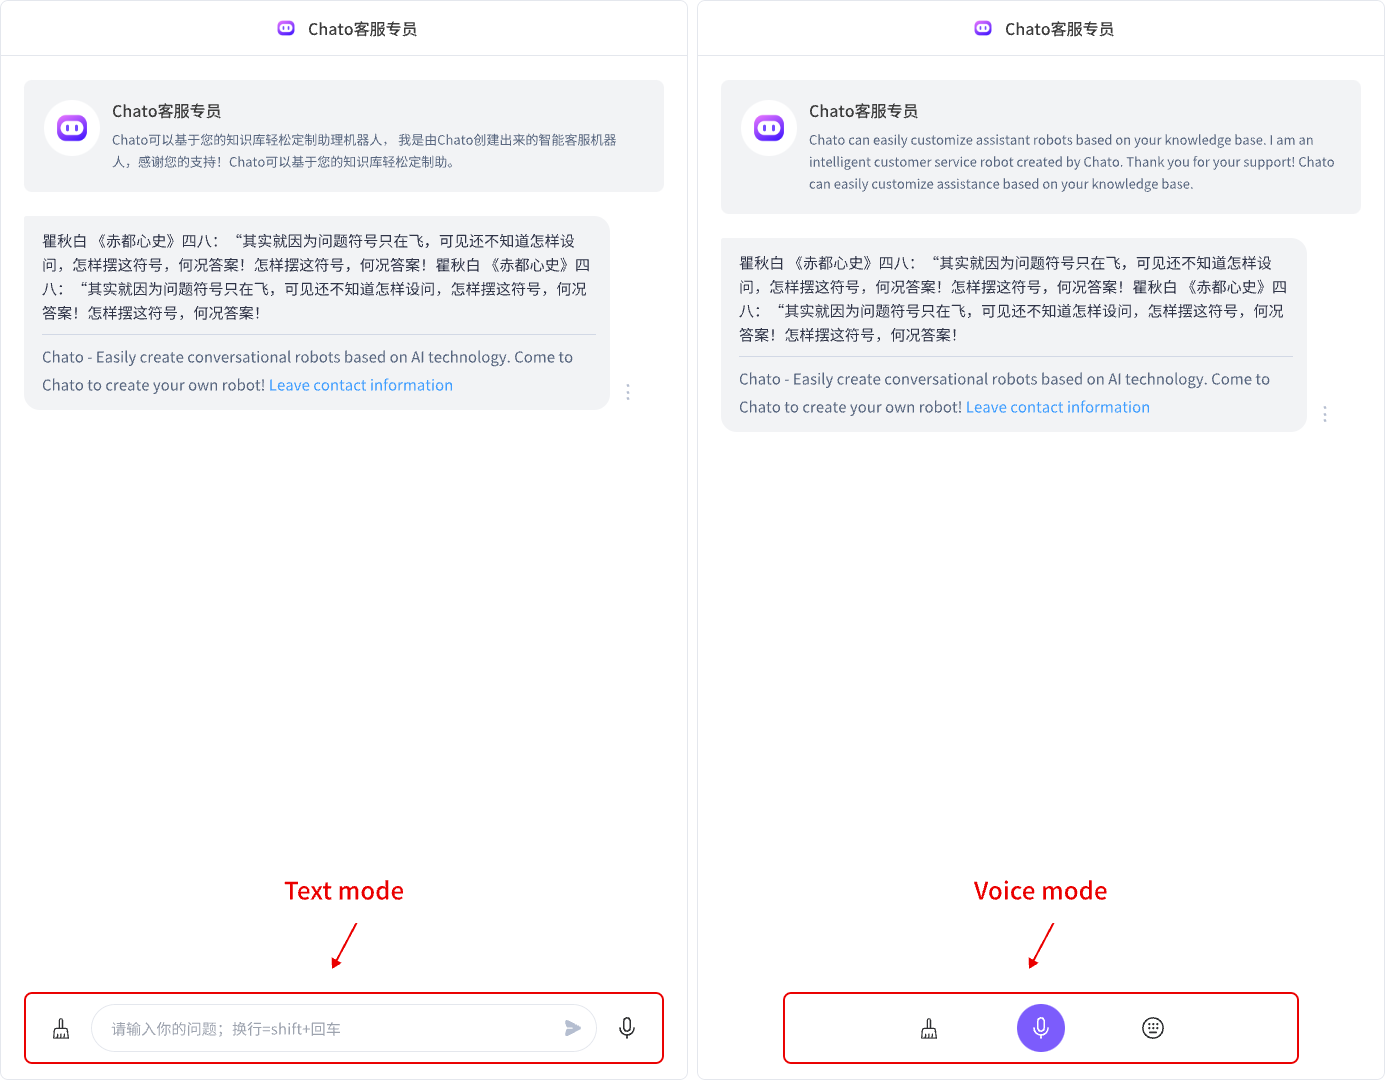 Chato客服专员
Chato客服专员
Chato可以基于您的知识库轻松定制助理机器人， 我是由Chato创建出来的智能客服机器
人，感谢您的支持！Chato可以基于您的知识库轻松定制助。
瞿秋白 《赤都心史》四八：“其实就因为问题符号只在飞，可见还不知道怎样设
问，怎样摆这符号，何况答案！怎样摆这符号，何况答案！瞿秋白 《赤都心史》四
八：“其实就因为问题符号只在飞，可见还不知道怎样设问，怎样摆这符号，何况
答案！怎样摆这符号，何况答案！
Chato - Easily create conversational robots based on AI technology. Come to
Chato to create your own robot! Leave contact information
Text mode
请输入你的问题；换行=shift+回车
Chato客服专员
Chato客服专员
Chato can easily customize assistant robots based on your knowledge base. I am an
intelligent customer service robot created by Chato. Thank you for your support! Chato
can easily customize assistance based on your knowledge base.
瞿秋白 《赤都心史》四八：“其实就因为问题符号只在飞，可见还不知道怎样设
问，怎样摆这符号，何况答案！怎样摆这符号，何况答案！瞿秋白 《赤都心史》四
八：“其实就因为问题符号只在飞，可见还不知道怎样设问，怎样摆这符号，何况
答案！怎样摆这符号，何况答案！
Chato - Easily create conversational robots based on AI technology. Come to
Chato to create your own robot! Leave contact information
Voice mode